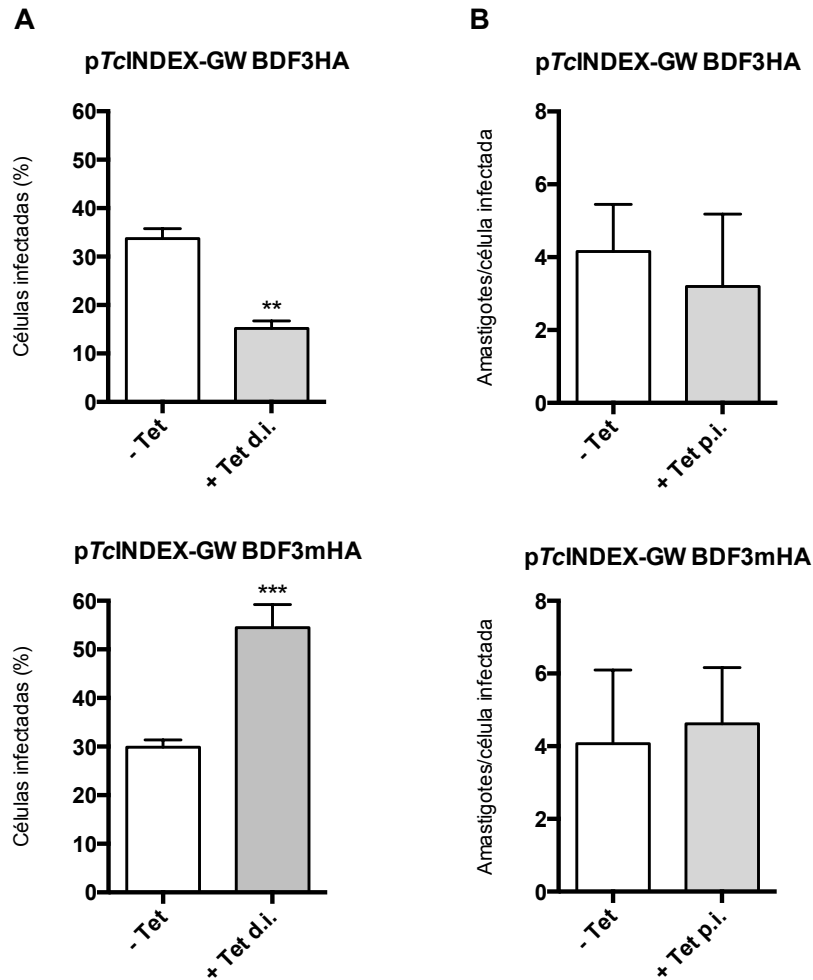 A
pTcINDEX-GW BDF3HA
Células infectadas (%)
60
50
40
30
20
10
0
**
- Tet
+ Tet d.i.
B
pTcINDEX-GW BDF3HA
Amastigotes/célula infectada
8
6
4
2
0
- Tet
+ Tet p.i.
pTcINDEX-GW BDF3mHA
Células infectadas (%)
60
50
40
30
20
10
0
***
- Tet
+ Tet d.i.
pTcINDEX-GW BDF3mHA
Amastigotes/célula infectada
8
6
4
2
0
- Tet
+ Tet p.i.